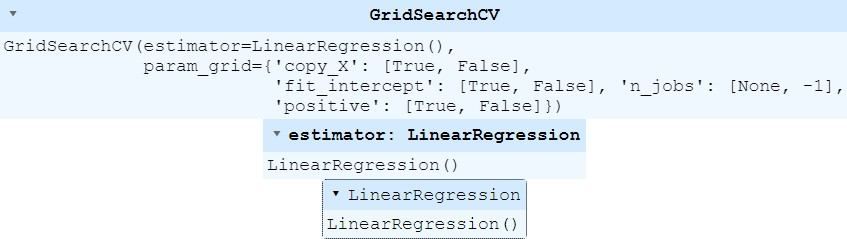 GridSearchCV
GridSearchCV(estimator=LinearRegression(),
             param_grid={'copy_X': [True, False],
                         'fit_intercept': [True, False], 'n_jobs': [None, -1],
                         'positive': [True, False]})
estimator: LinearRegression
LinearRegression()
LinearRegression
LinearRegression()